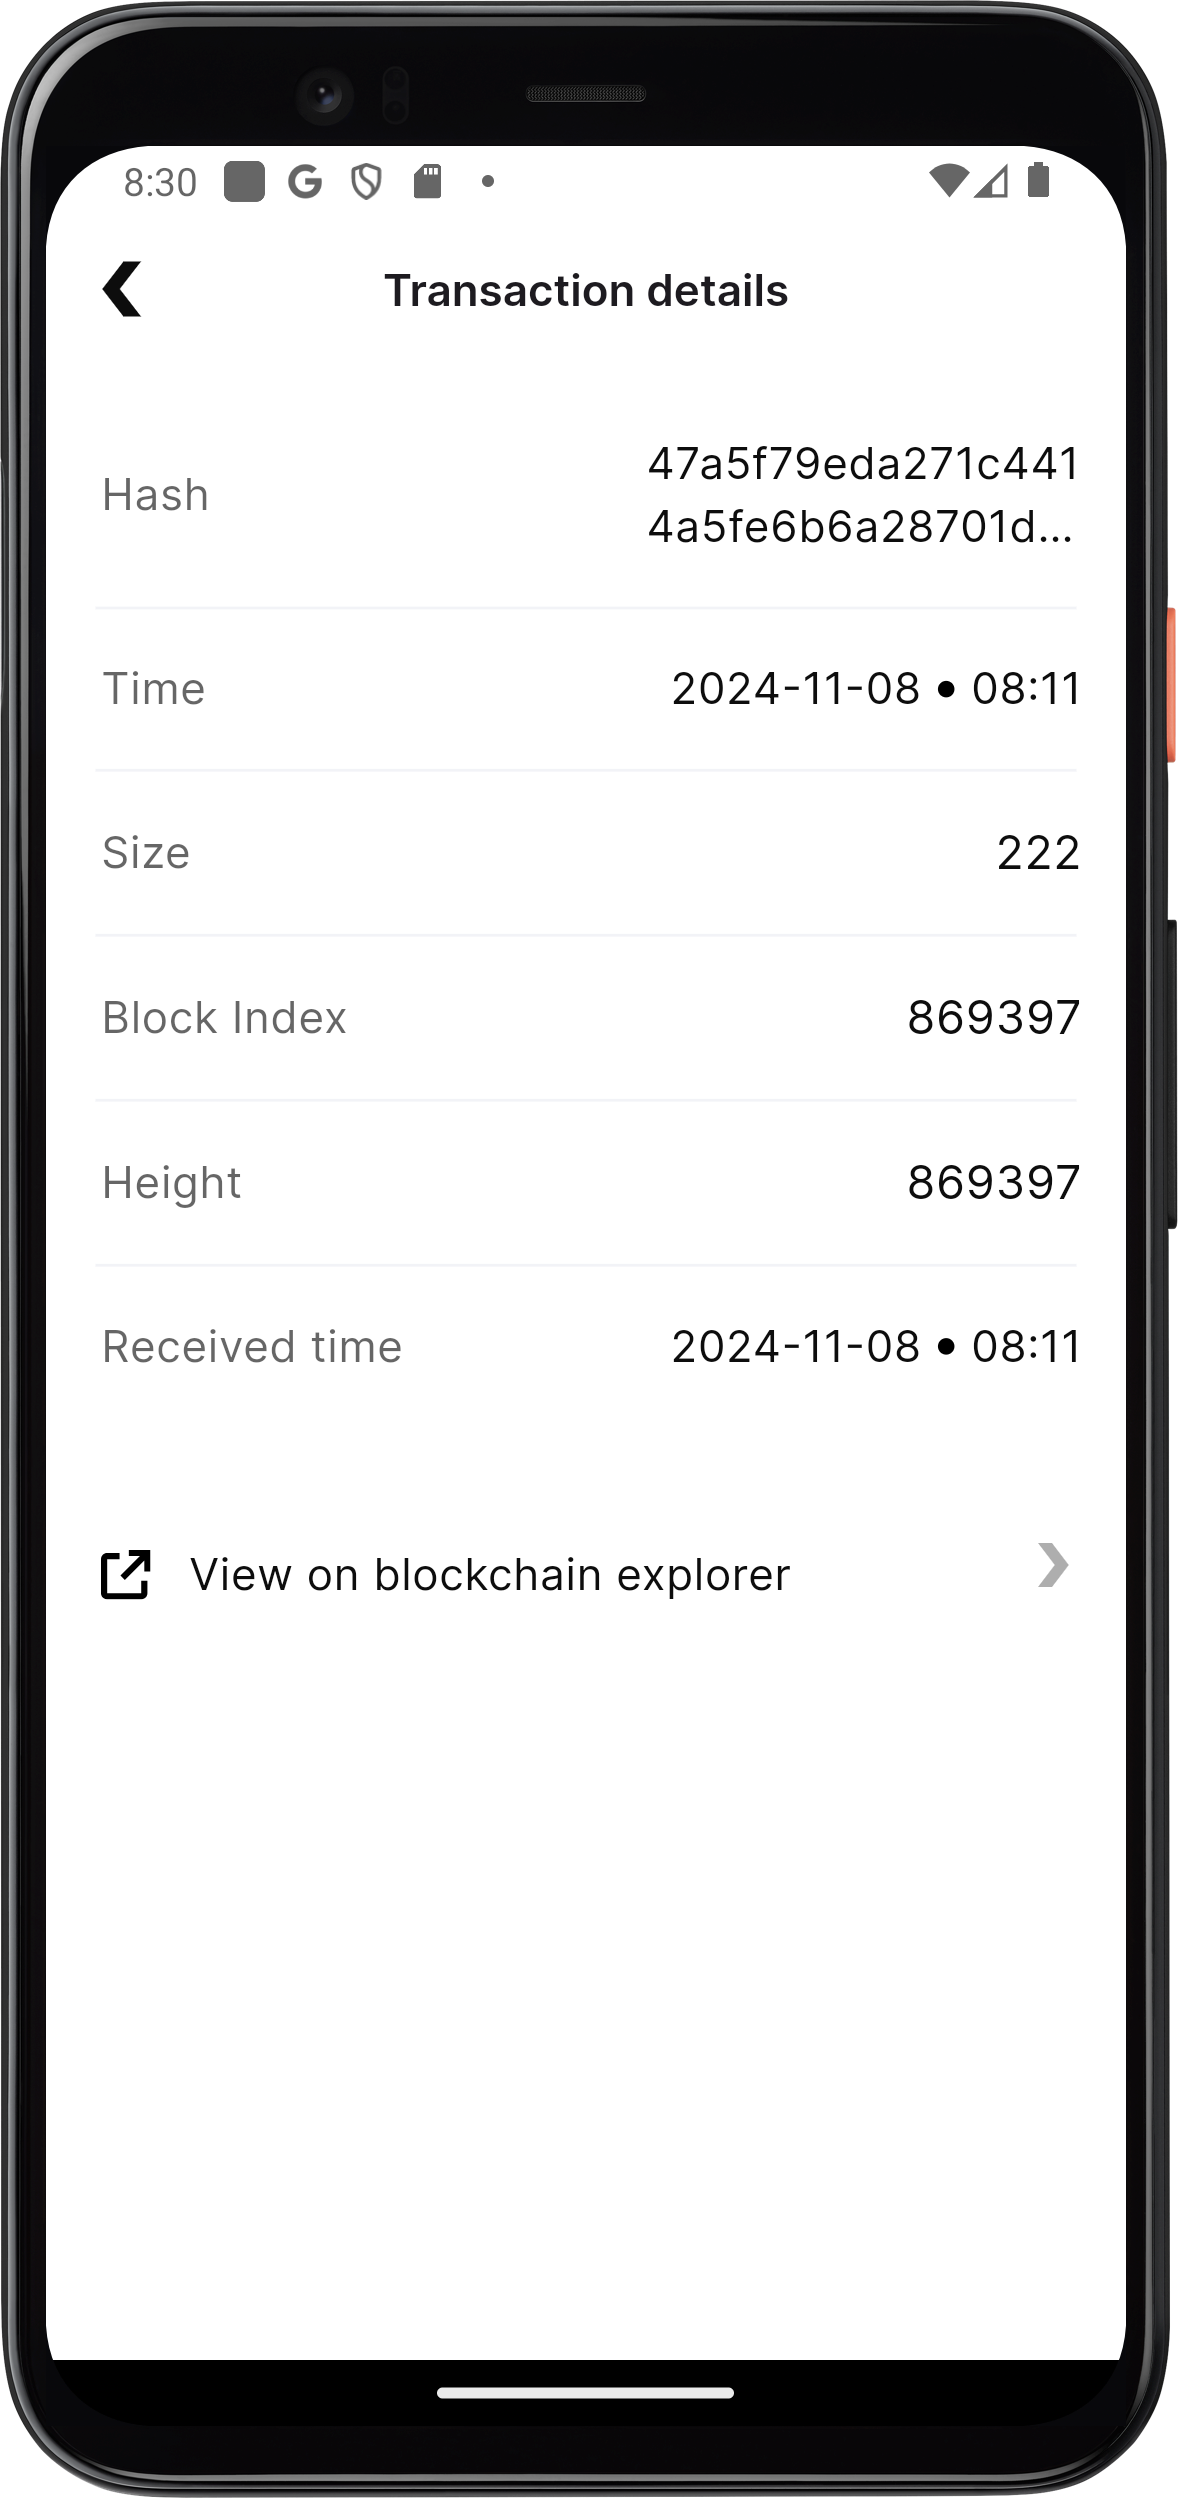 8:30
Transaction details
Hash
47a5f79eda271c441
4a5fe6b6a28701d...
Time
2024-11-08 • 08:11
Size
222
Block Index
869397
Height
869397
Received time
2024-11-08 • 08:11
View on blockchain explorer